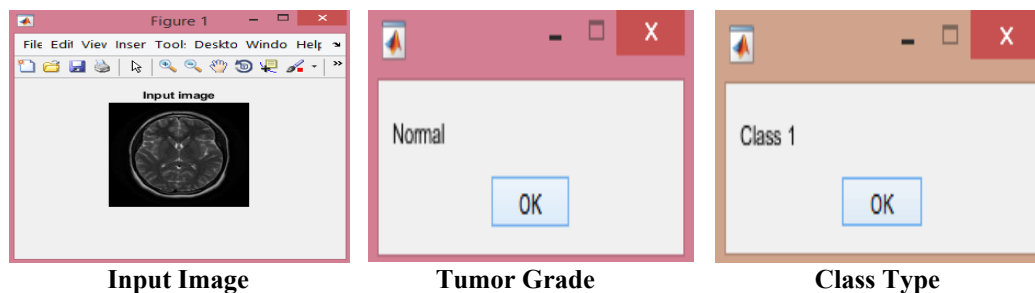 Figure 1
File Edit Viev Inser Tool: Deskto Windo Help
Input image
Normal
OK
Class 1
OK
Input Image
Tumor Grade
Class Type